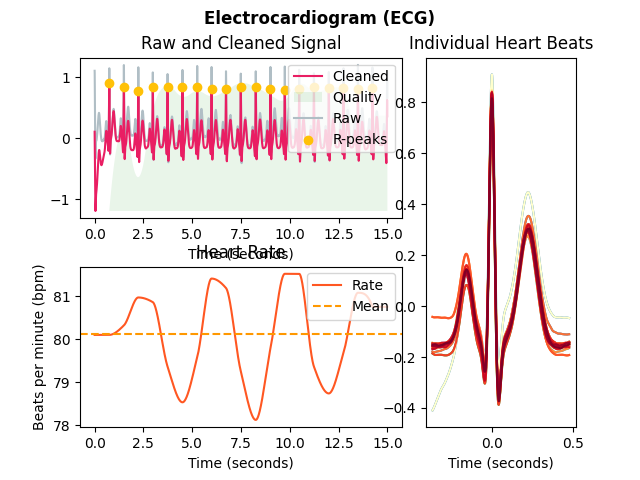 Electrocardiogram (ECG)
Raw and Cleaned Signal
1
0
−1
Cleaned
Quality
Raw
R-peaks
0.0 2.5 5.0 7.5 10.0 12.5 15.0
Time (seconds)
Heart Rate
Beats per minute (bpm)
81
80
79
78
Rate
Mean
0.0 2.5 5.0 7.5 10.0 12.5 15.0
Time (seconds)
Individual Heart Beats
0.8
0.6
0.4
0.2
0.0
−0.2
−0.4
0.0 0.5
Time (seconds)